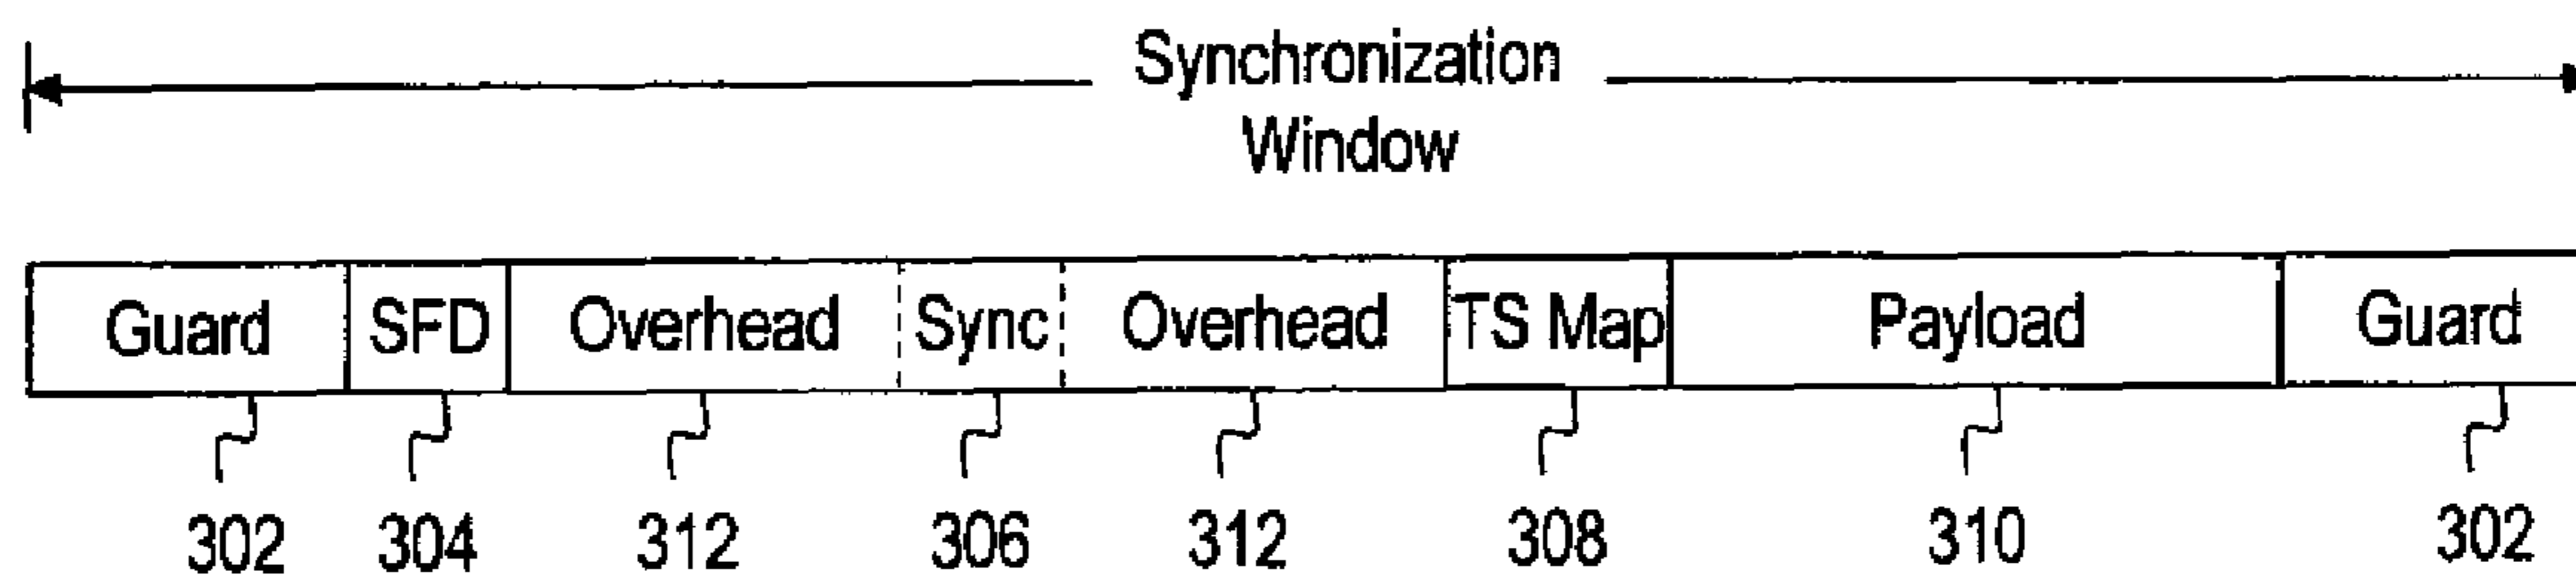 Synchronization
Window
Guard SFD Overhead Sync Overhead TS Map Payload Guard
302 304 312 306 312 308 310 302